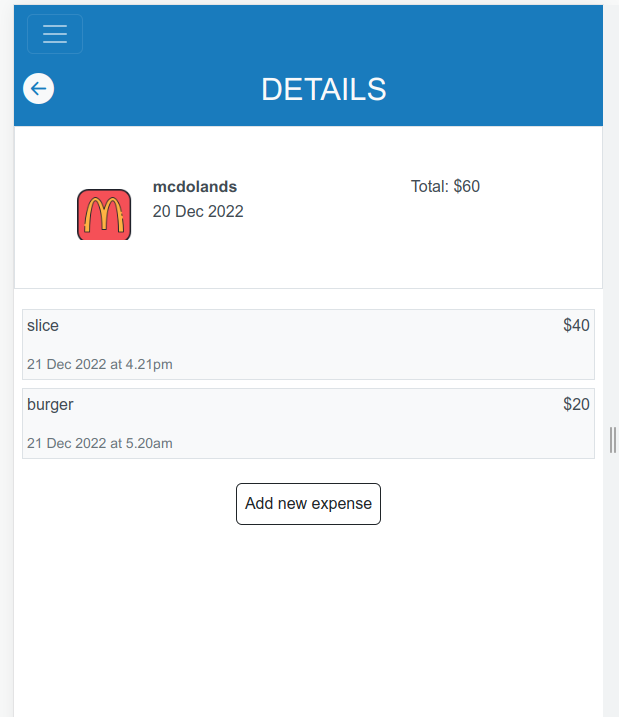 DETAILS
mcdolands
Total: $60
20 Dec 2022
slice
$40
21 Dec 2022 at 4.21pm
burger
$20
21 Dec 2022 at 5.20am
Add new expense